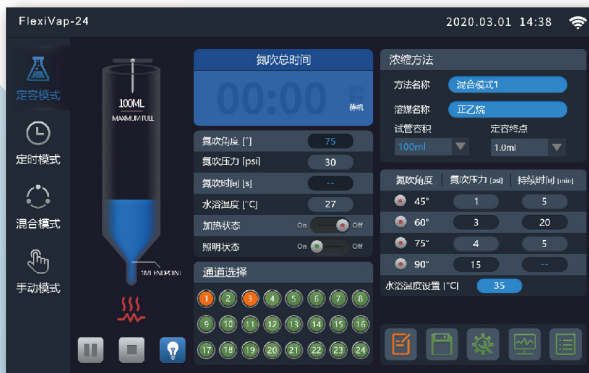 FlexiVap-24
2020.03.01 14:38
定容模式
定时模式
混合模式
手动模式
100ML
MAXIMUM FULL
1ML ENDPOINT
氮吹总时间
00:00
待机
氮吹角度 [°] 75
氮吹压力 [psi] 30
氮吹时间 [s] --
水浴温度 [°C] 27
加热状态 On Off
照明状态 On Off
通道选择
1 2 3 4 5 6 7 8
9 10 11 12 13 14 15 16
17 18 19 20 21 22 23 24
浓缩方法
方法名称 混合模式1
溶媒名称 正乙烷
试管容积 定容终点
100ml 1.0ml
氮吹角度 氮吹压力 [psi] 持续时间 [min]
45° 1 5
60° 3 20
75° 4 5
90° 15 --
水浴温度设置 [°C] 35